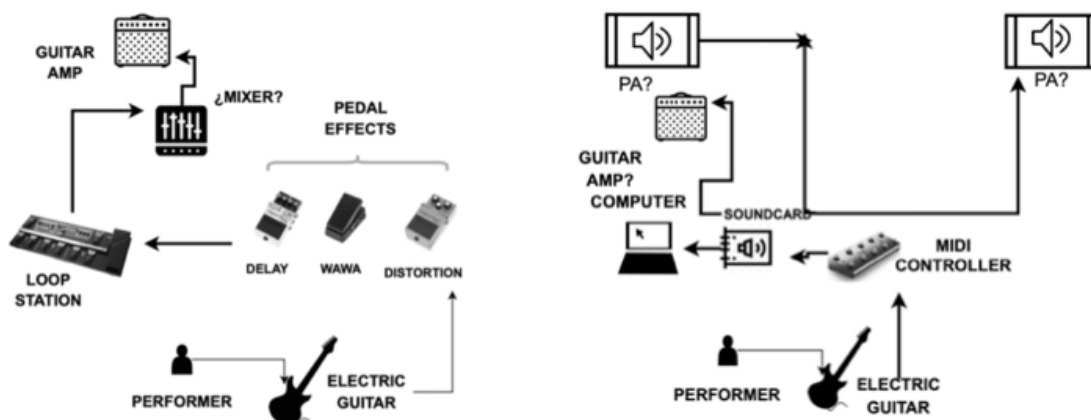 GUITAR
AMP
¿MIXER?
PEDAL
EFFECTS
LOOP
STATION
DELAY
WAWA
DISTORTION
PERFORMER
ELECTRIC
GUITAR
PA?
PA?
GUITAR
AMP?
COMPUTER
SOUNDCARD
MIDI
CONTROLLER
PERFORMER
ELECTRIC
GUITAR